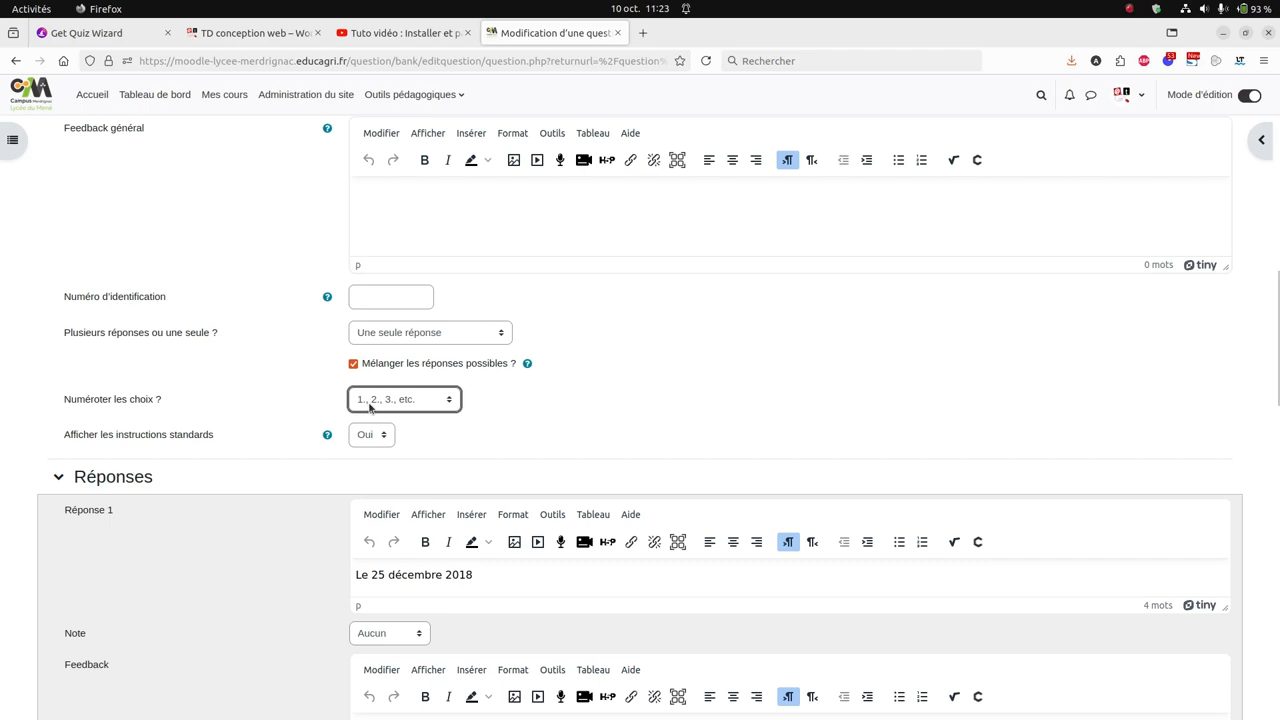 Activités Firefox 10 oct. 11:23 93 %
Get Quiz Wizard TD conception web – Wo Tuto vidéo : Installer et p Modification d'une quest
https://moodle-lycee-merdrignac.educagri.fr/question/bank/editquestion/question.php?returnurl=%2Fquestion% Rechercher
Campus Merdrignac Lycée du Mené Accueil Tableau de bord Mes cours Administration du site Outils pédagogiques Mode d'édition
Feedback général
Modifier Afficher Insérer Format Outils Tableau Aide
B I H-P C
p 0 mots tiny
Numéro d'identification
Plusieurs réponses ou une seule ? Une seule réponse
Mélanger les réponses possibles ?
Numéroter les choix ? 1., 2., 3., etc.
Afficher les instructions standards Oui
Réponses
Réponse 1
Modifier Afficher Insérer Format Outils Tableau Aide
B I H-P C
Le 25 décembre 2018
p 4 mots tiny
Note Aucun
Feedback
Modifier Afficher Insérer Format Outils Tableau Aide
B I H-P C